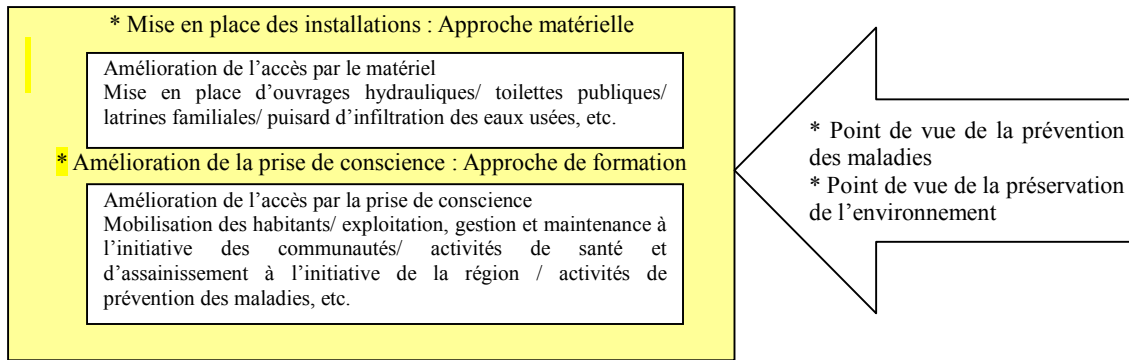 * Mise en place des installations : Approche matérielle
Amélioration de l’accès par le matériel
Mise en place d’ouvrages hydrauliques/ toilettes publiques/
latrines familiales/ puisard d’infiltration des eaux usées, etc.
* Amélioration de la prise de conscience : Approche de formation
Amélioration de l’accès par la prise de conscience
Mobilisation des habitants/ exploitation, gestion et maintenance à
l’initiative des communautés/ activités de santé et
d’assainissement à l’initiative de la région / activités de
prévention des maladies, etc.
* Point de vue de la prévention
des maladies
* Point de vue de la préservation
de l’environnement